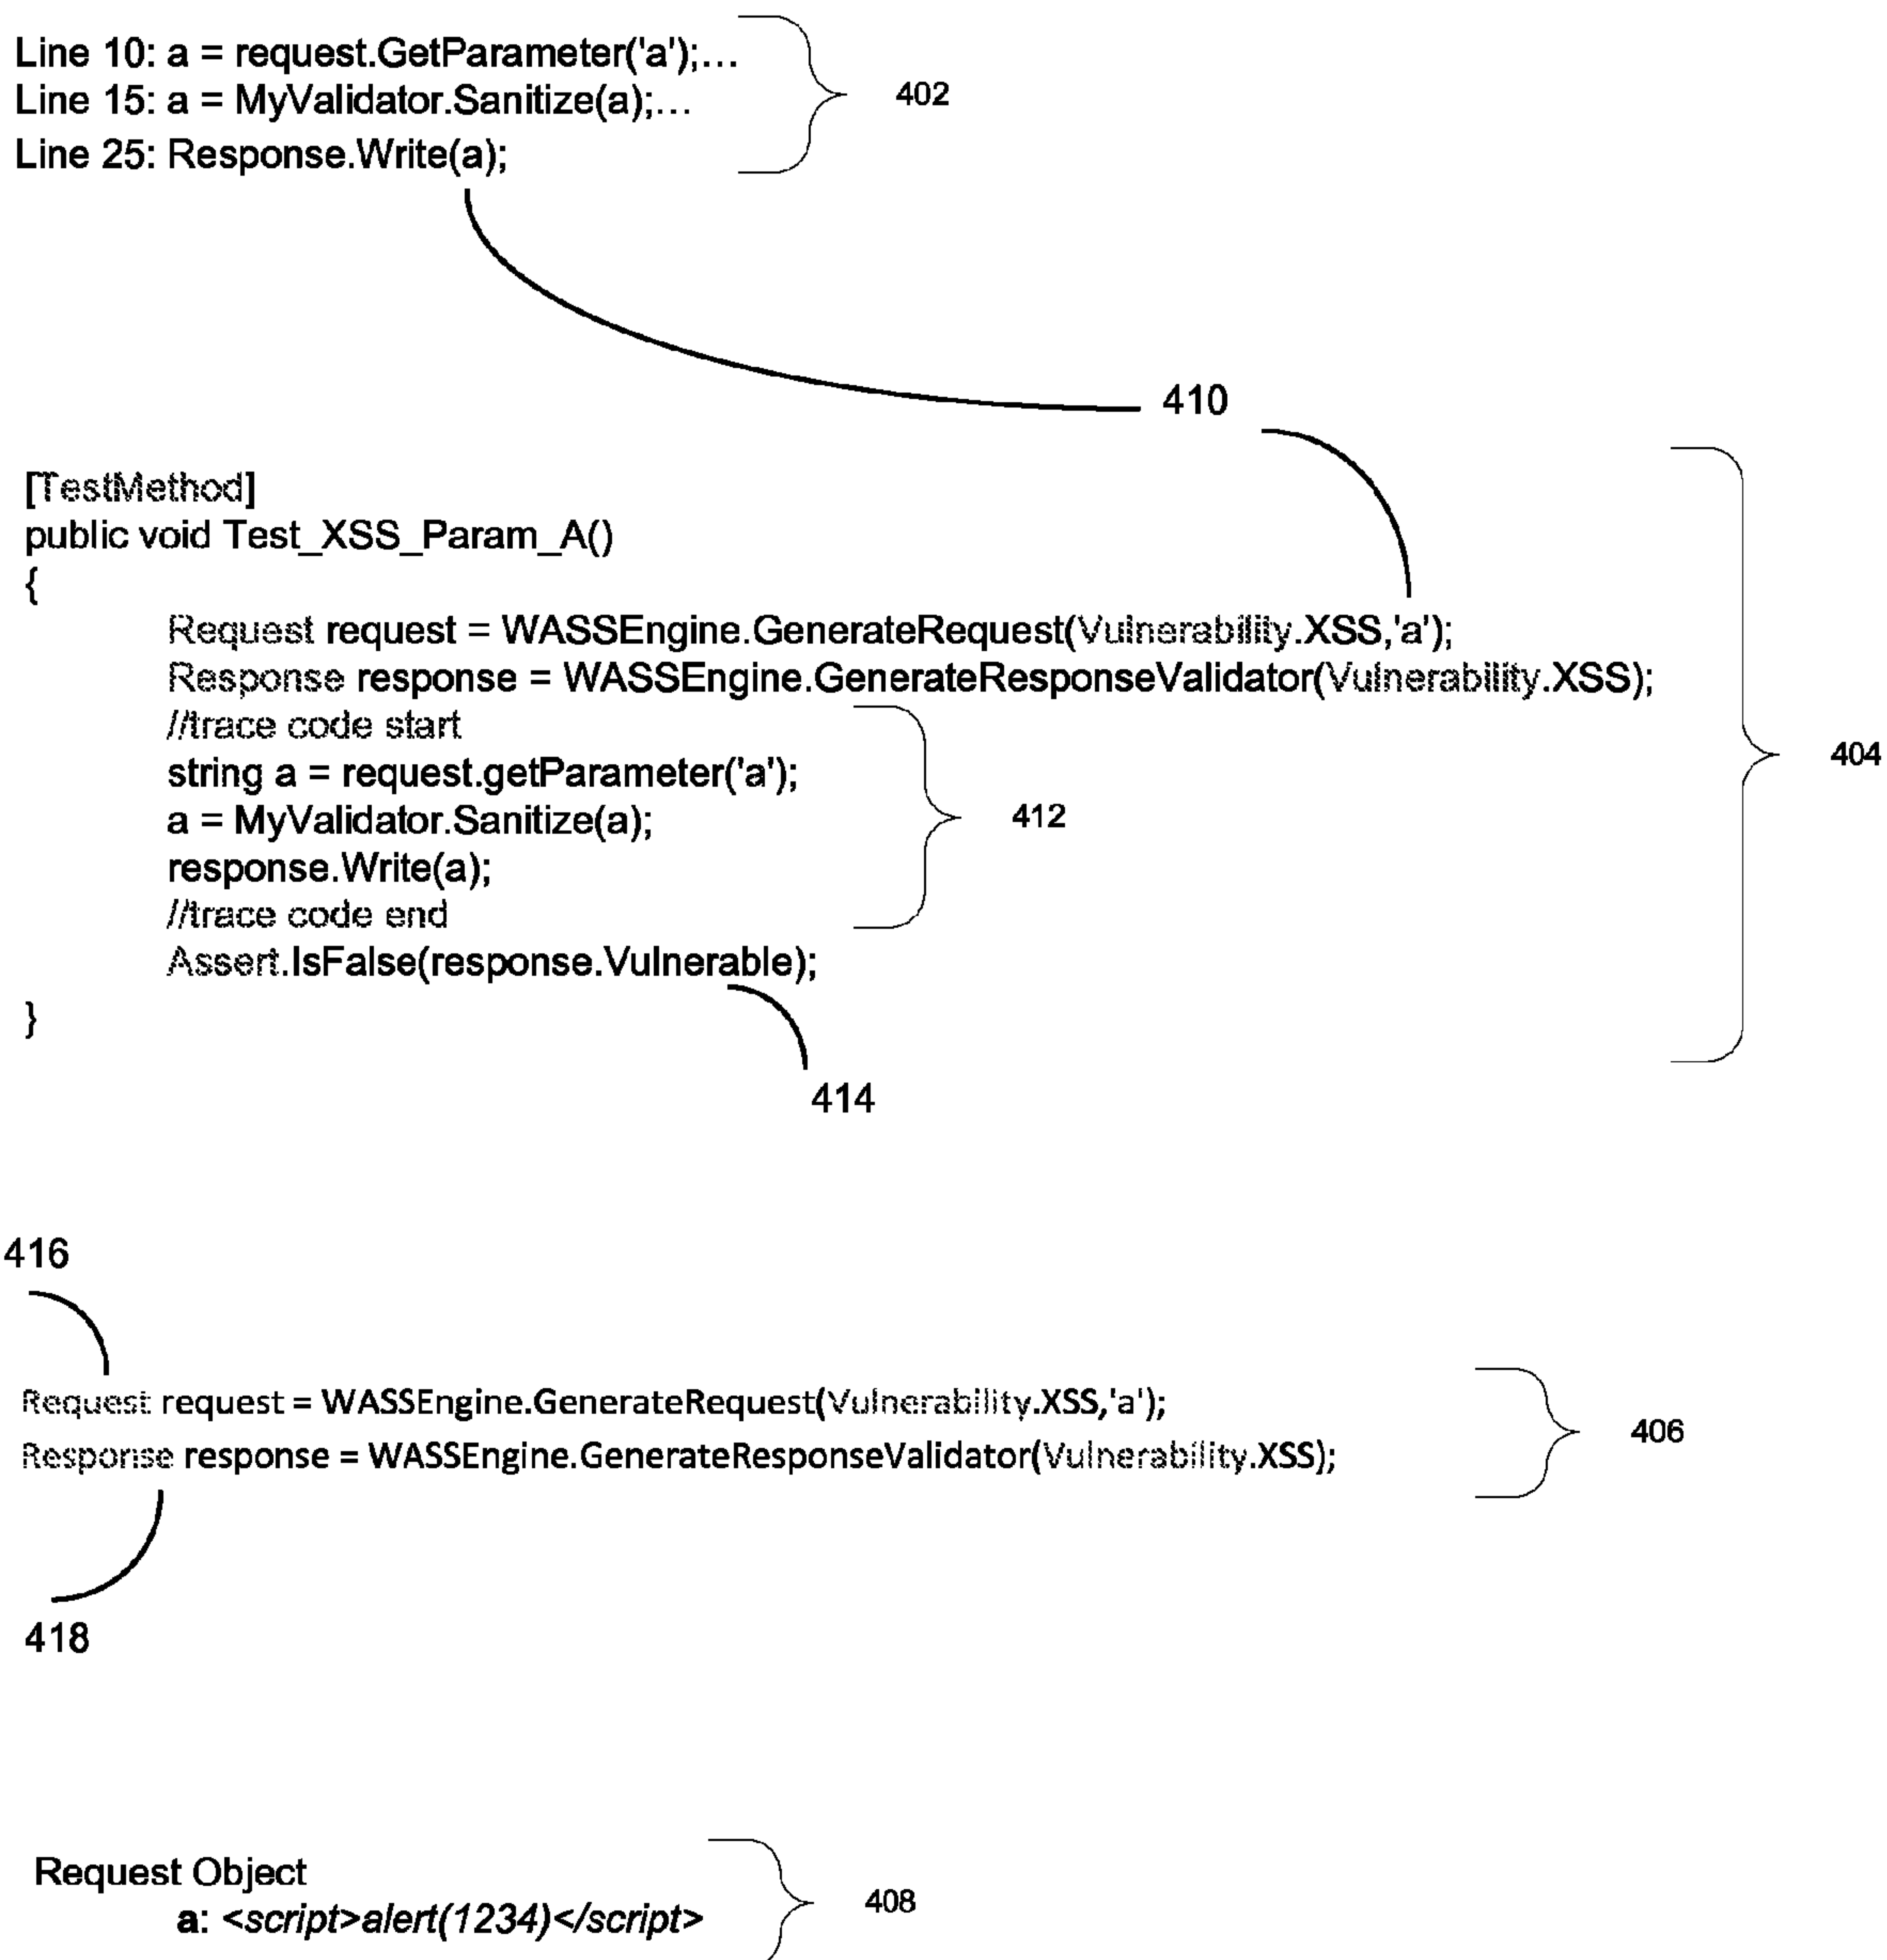 Line 10: a = request.GetParameter('a');...
Line 15: a = MyValidator.Sanitize(a);...
Line 25: Response.Write(a);
402
410
[TestMethod]
public void Test_XSS_Param_A()
{
Request request = WASSEngine.GenerateRequest(Vulnerability.XSS,'a');
Response response = WASSEngine.GenerateResponseValidator(Vulnerability.XSS);
//trace code start
string a = request.getParameter('a');
a = MyValidator.Sanitize(a);
response.Write(a);
//trace code end
Assert.IsFalse(response.Vulnerable);
}
412
404
414
416
Request request = WASSEngine.GenerateRequest(Vulnerability.XSS,'a');
Response response = WASSEngine.GenerateResponseValidator(Vulnerability.XSS);
406
418
Request Object
a: <script>alert(1234)</script>
408